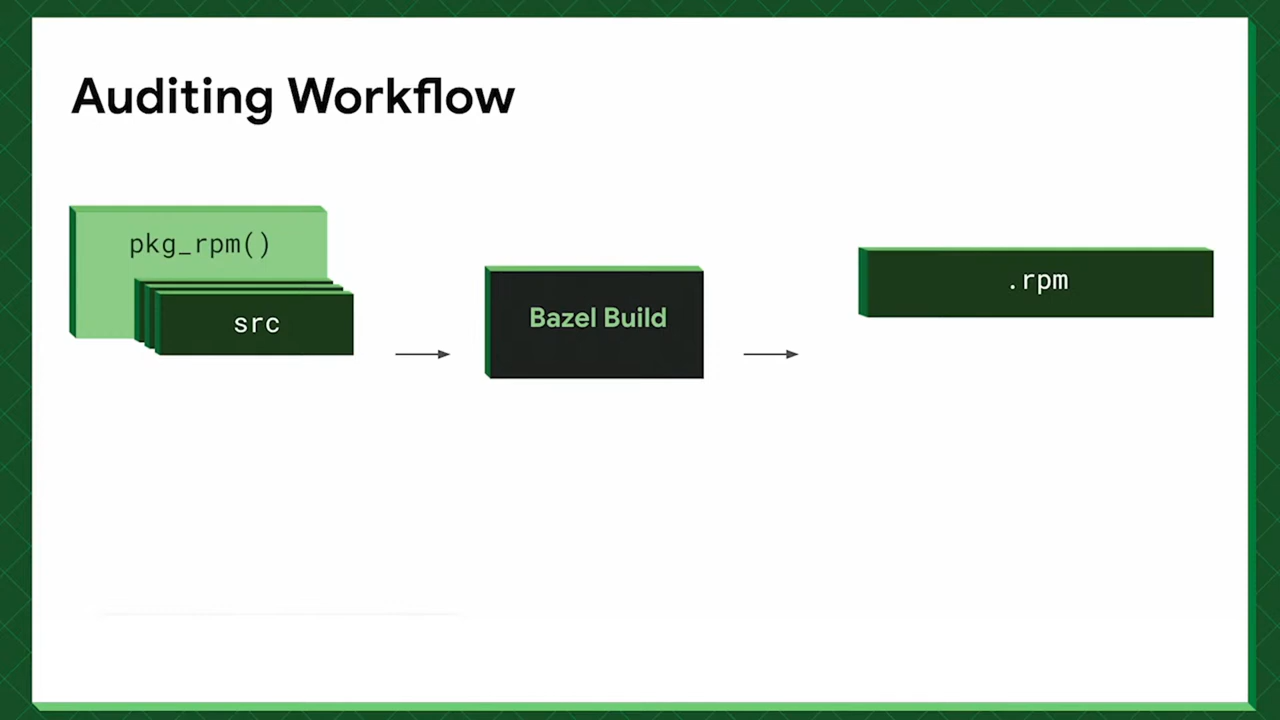 Auditing Workflow
pkg_rpm()
src
Bazel Build
.rpm